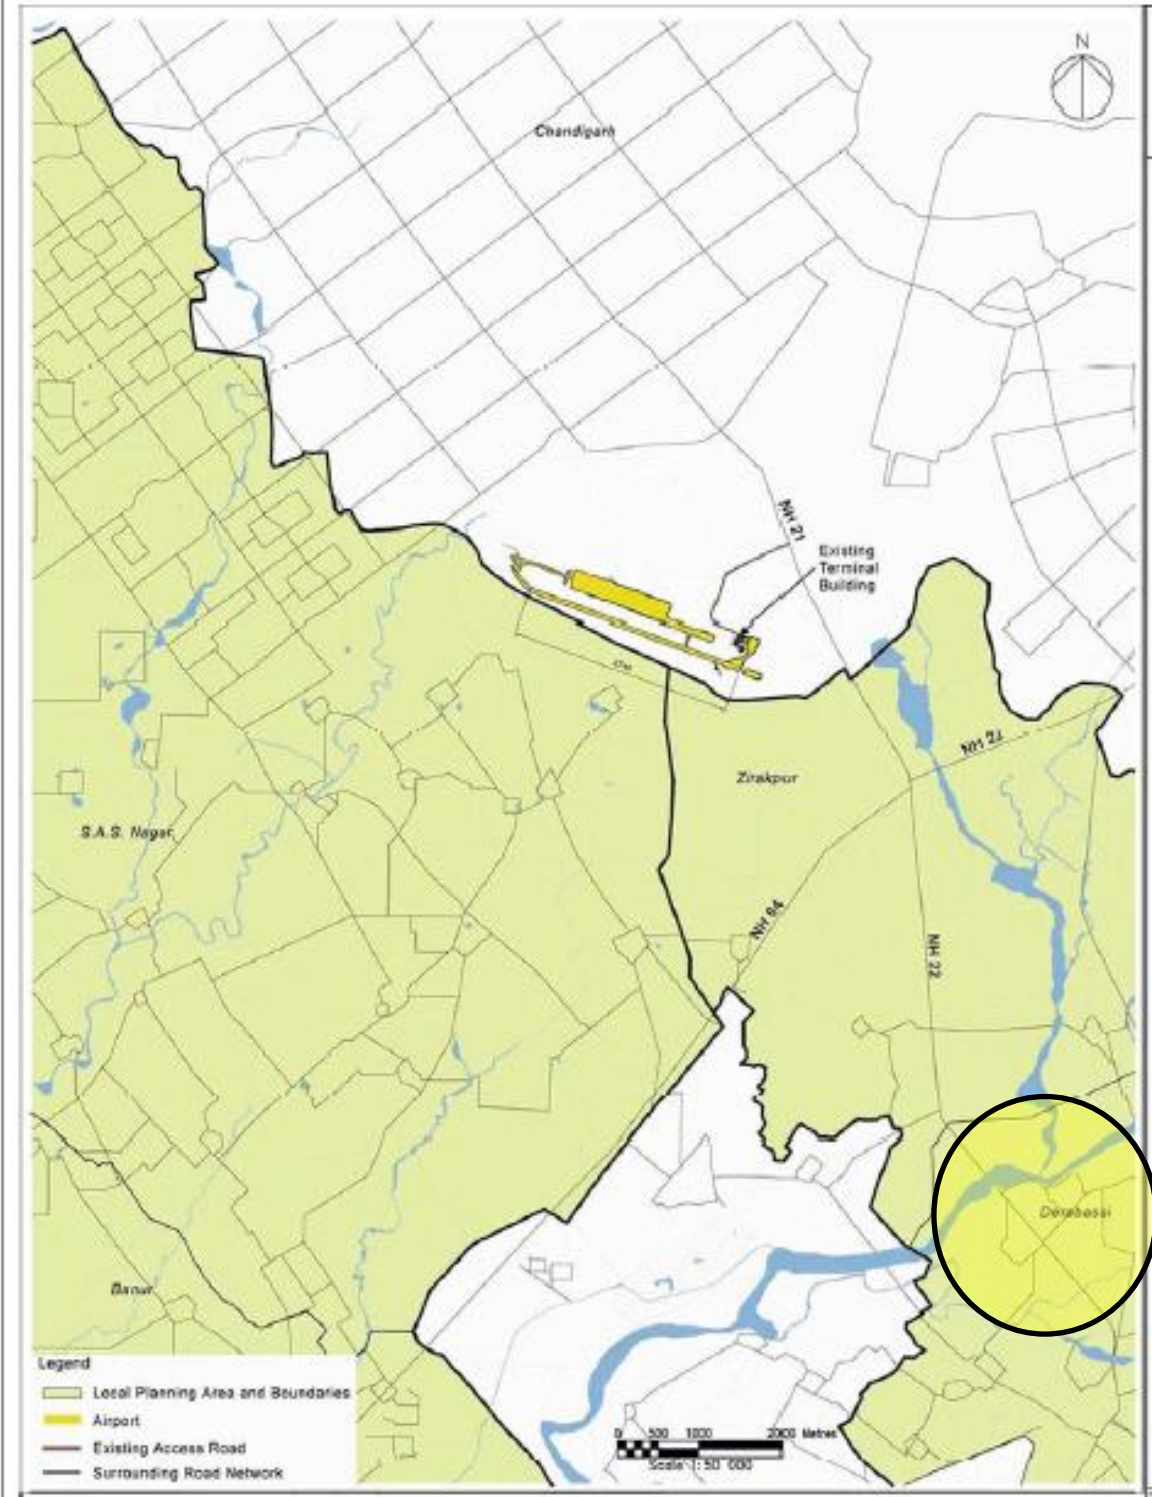 N
Chandigarh
NH 21
Existing
Terminal
Building
NH 21
Zirakpur
S.A.S. Nagar
NH 64
NH 22
Derabassi
Banur
Legend
Local Planning Area and Boundaries
Airport
Existing Access Road
Surrounding Road Network
0 500 1000 2000 Metres
Scale 1:50 000